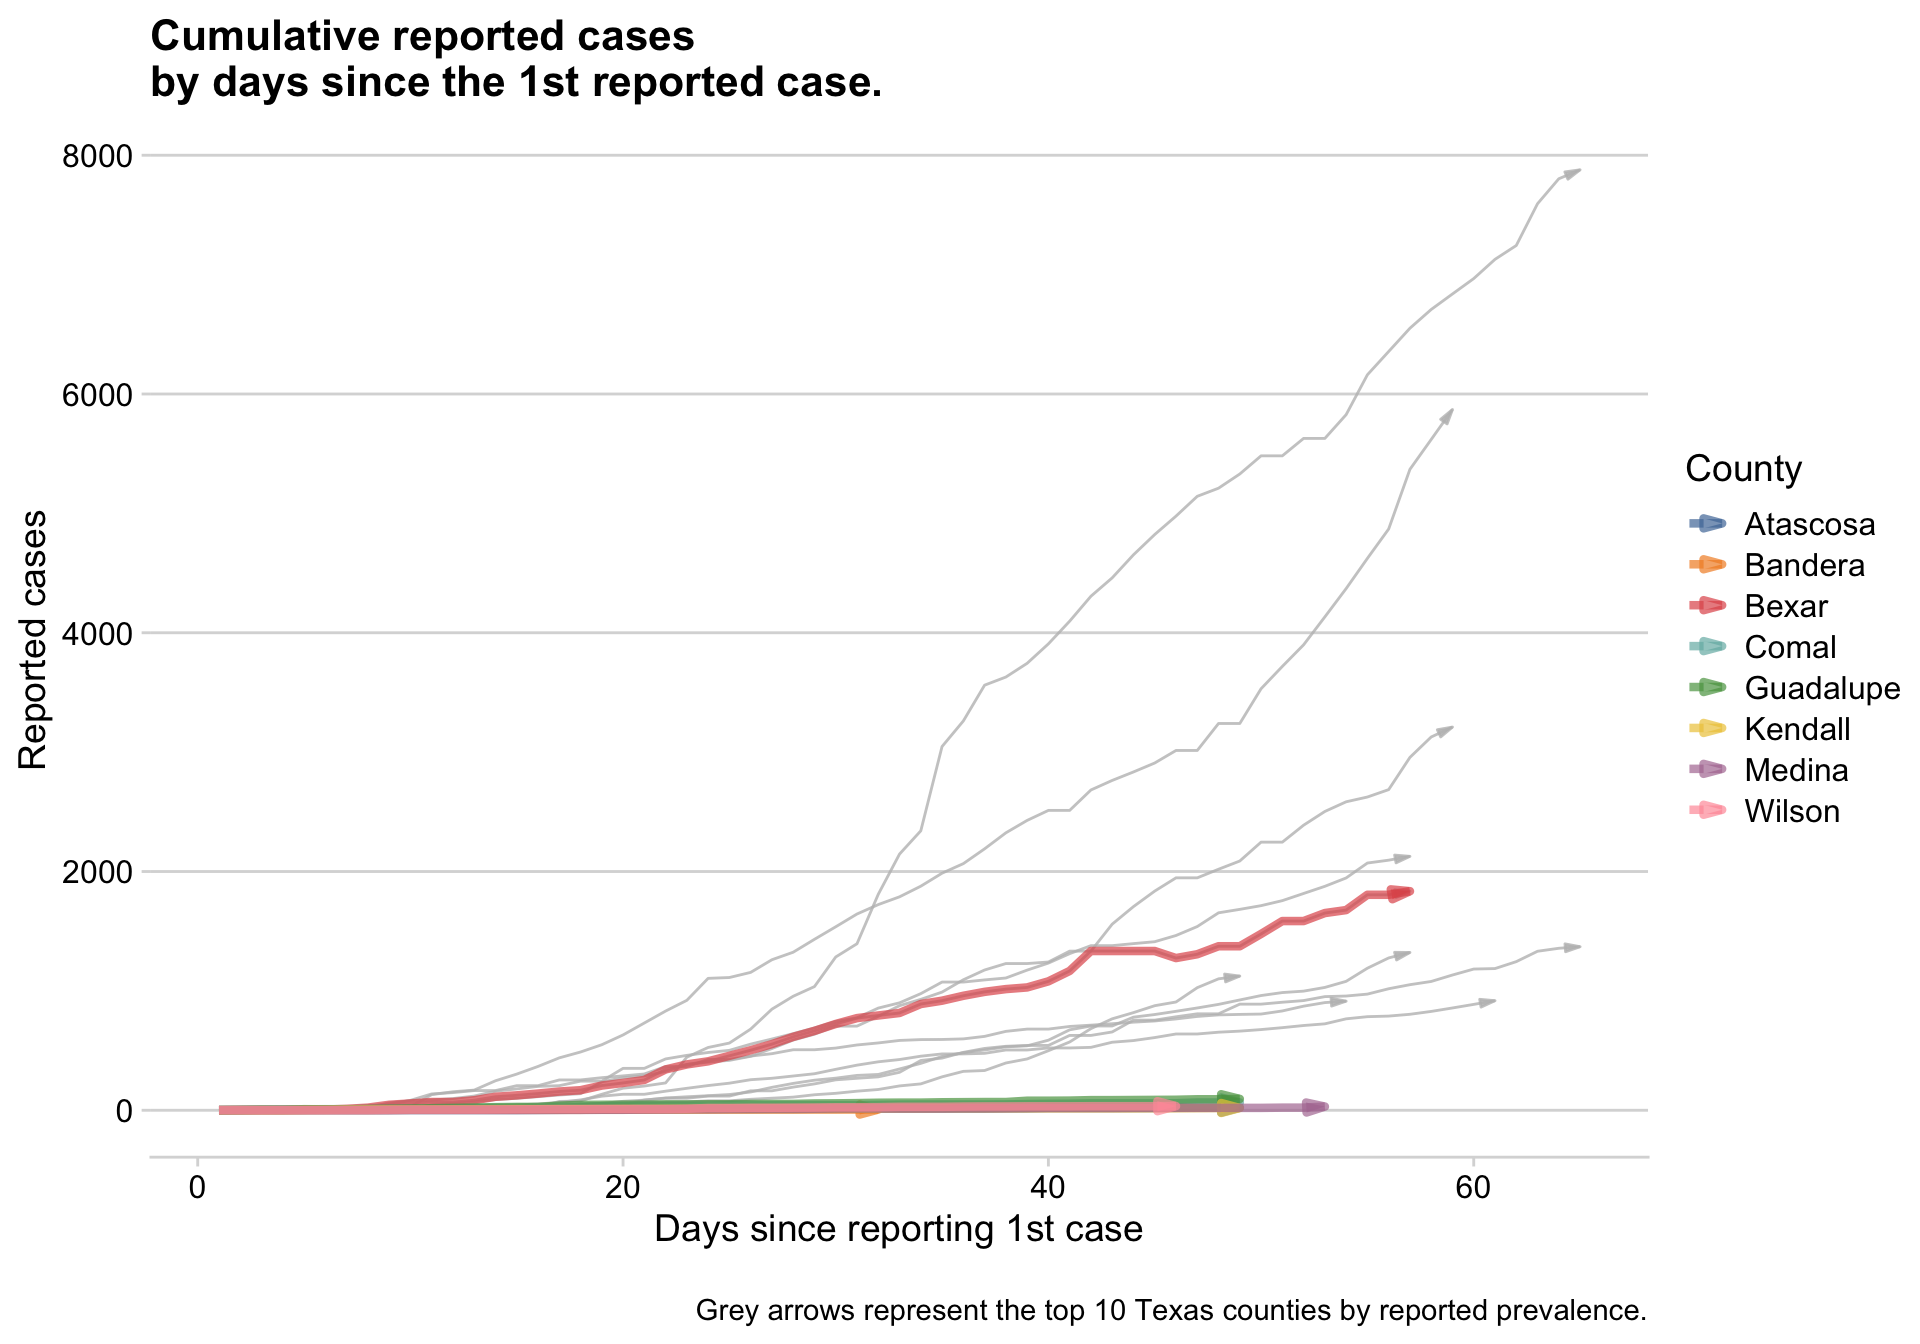 Cumulative reported cases
by days since the 1st reported case.
8000
6000
4000
2000
0
Reported cases
0 20 40 60
Days since reporting 1st case
County
Atascosa
Bandera
Bexar
Comal
Guadalupe
Kendall
Medina
Wilson
Grey arrows represent the top 10 Texas counties by reported prevalence.